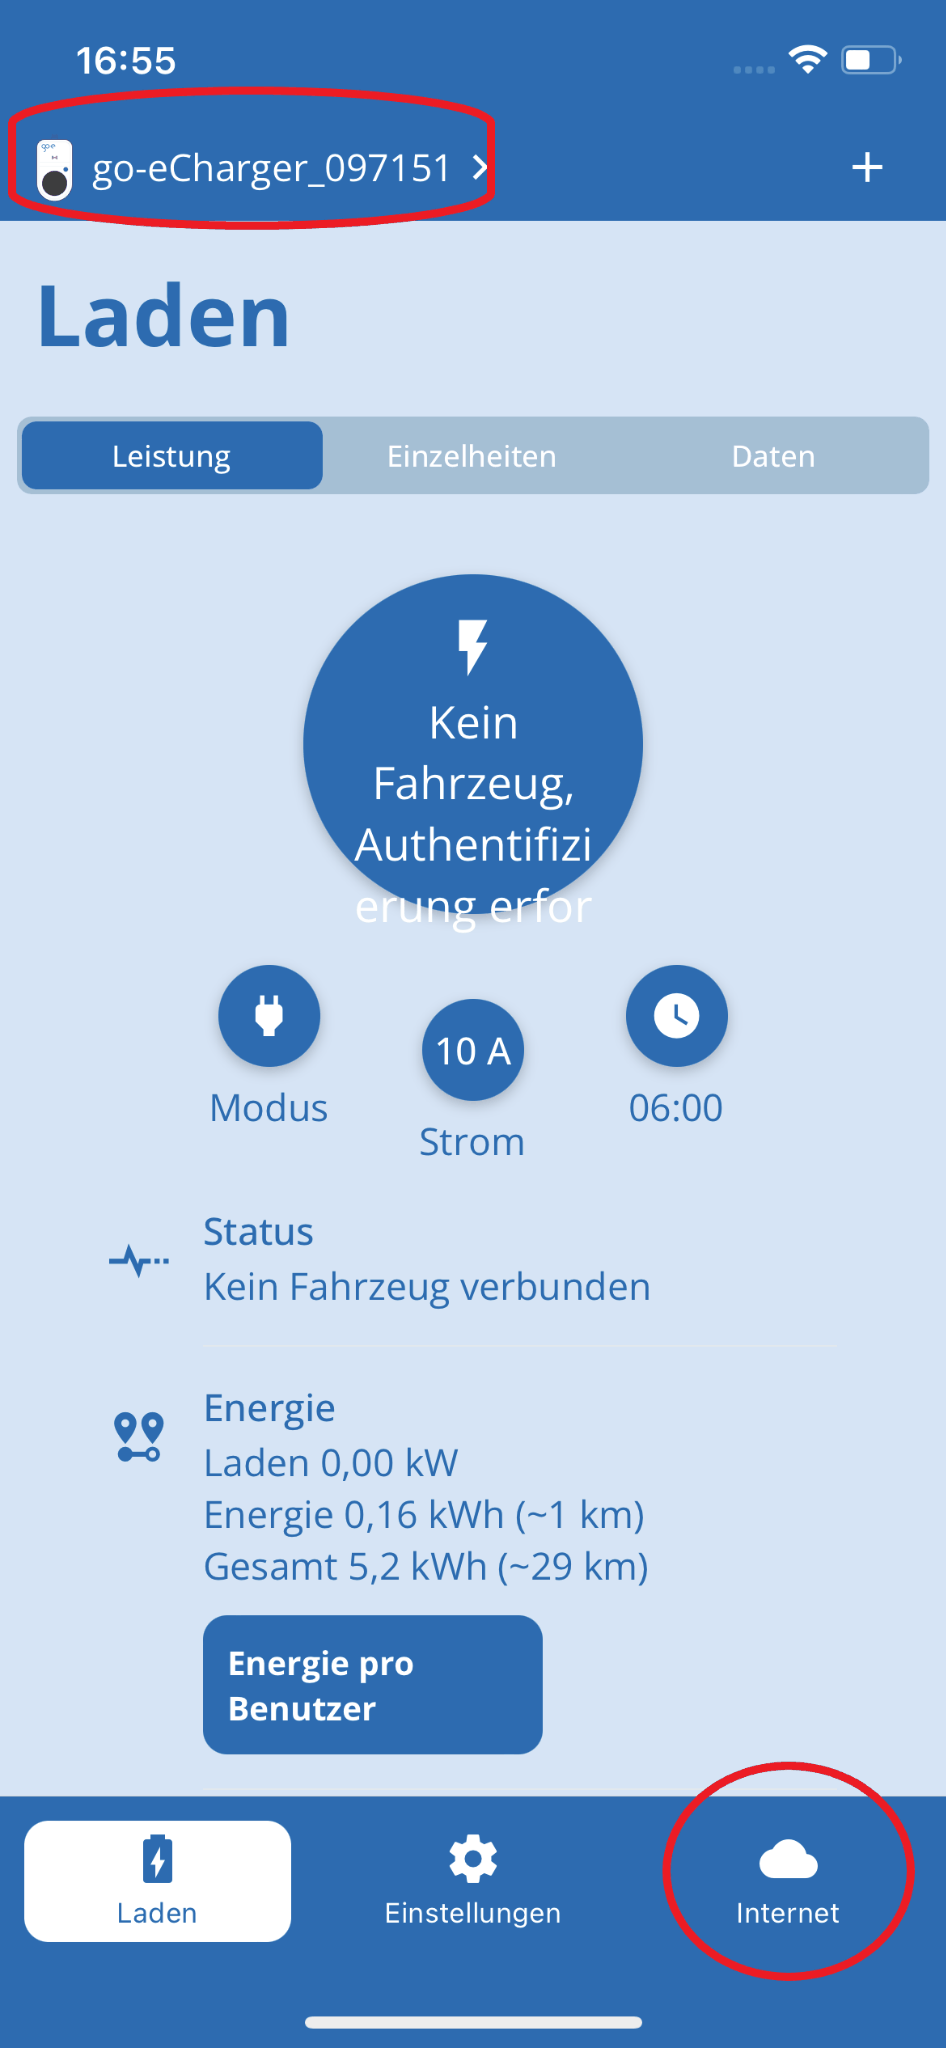 16:55
go-e
go-eCharger_097151
Laden
Leistung Einzelheiten Daten
Kein
Fahrzeug,
Authentifizi
erung erfor
10 A
Modus
06:00
Strom
Status
Kein Fahrzeug verbunden
Energie
Laden 0,00 kW
Energie 0,16 kWh (~1 km)
Gesamt 5,2 kWh (~29 km)
Energie pro
Benutzer
Laden Einstellungen Internet